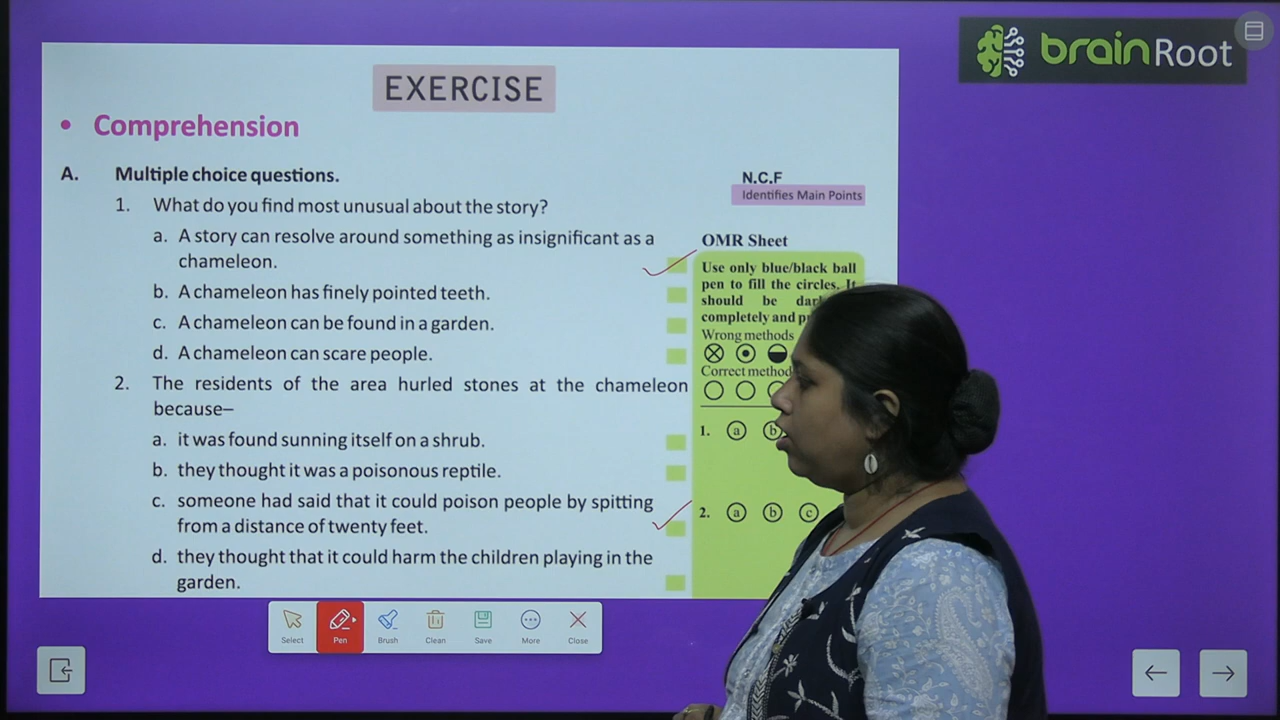 brainRoot
EXERCISE
• Comprehension
A. Multiple choice questions.
N.C.F
Identifies Main Points
1. What do you find most unusual about the story?
a. A story can resolve around something as insignificant as a
chameleon.
b. A chameleon has finely pointed teeth.
c. A chameleon can be found in a garden.
d. A chameleon can scare people.
2. The residents of the area hurled stones at the chameleon
because–
a. it was found sunning itself on a shrub.
b. they thought it was a poisonous reptile.
c. someone had said that it could poison people by spitting
from a distance of twenty feet.
d. they thought that it could harm the children playing in the
garden.
OMR Sheet
Use only blue/black ball
pen to fill the circles. It
should be
completely and
Wrong methods
Correct method
1. a b
2. a b c
Select
Pen
Brush
Clean
Save
More
Close